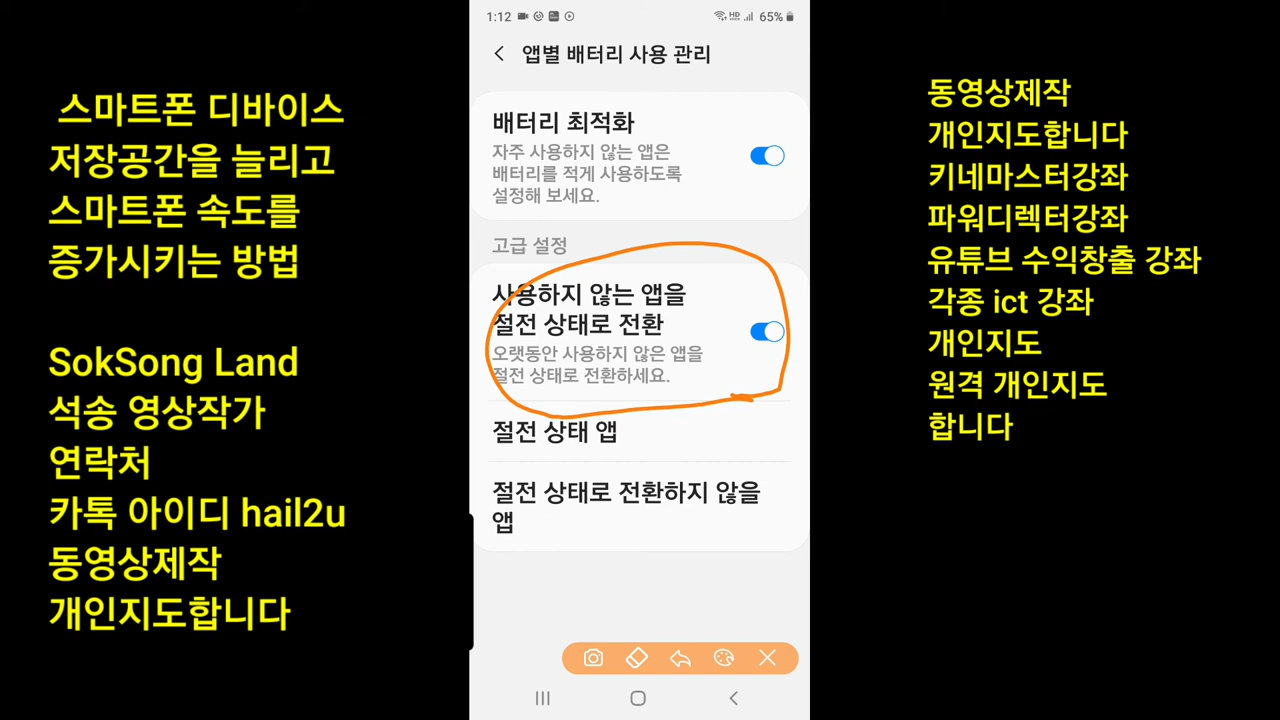 스마트폰 디바이스
저장공간을 늘리고
스마트폰 속도를
증가시키는 방법
SokSong Land
석송 영상작가
연락처
카톡 아이디 hail2u
동영상제작
개인지도합니다
1:12
HD
65%
앱별 배터리 사용 관리
배터리 최적화
자주 사용하지 않는 앱은
배터리를 적게 사용하도록
설정해 보세요.
고급 설정
사용하지 않는 앱을
절전 상태로 전환
오랫동안 사용하지 않은 앱을
절전 상태로 전환하세요.
절전 상태 앱
절전 상태로 전환하지 않을
앱
동영상제작
개인지도합니다
키네마스터강좌
파워디렉터강좌
유튜브 수익창출 강좌
각종 ict 강좌
개인지도
원격 개인지도
합니다